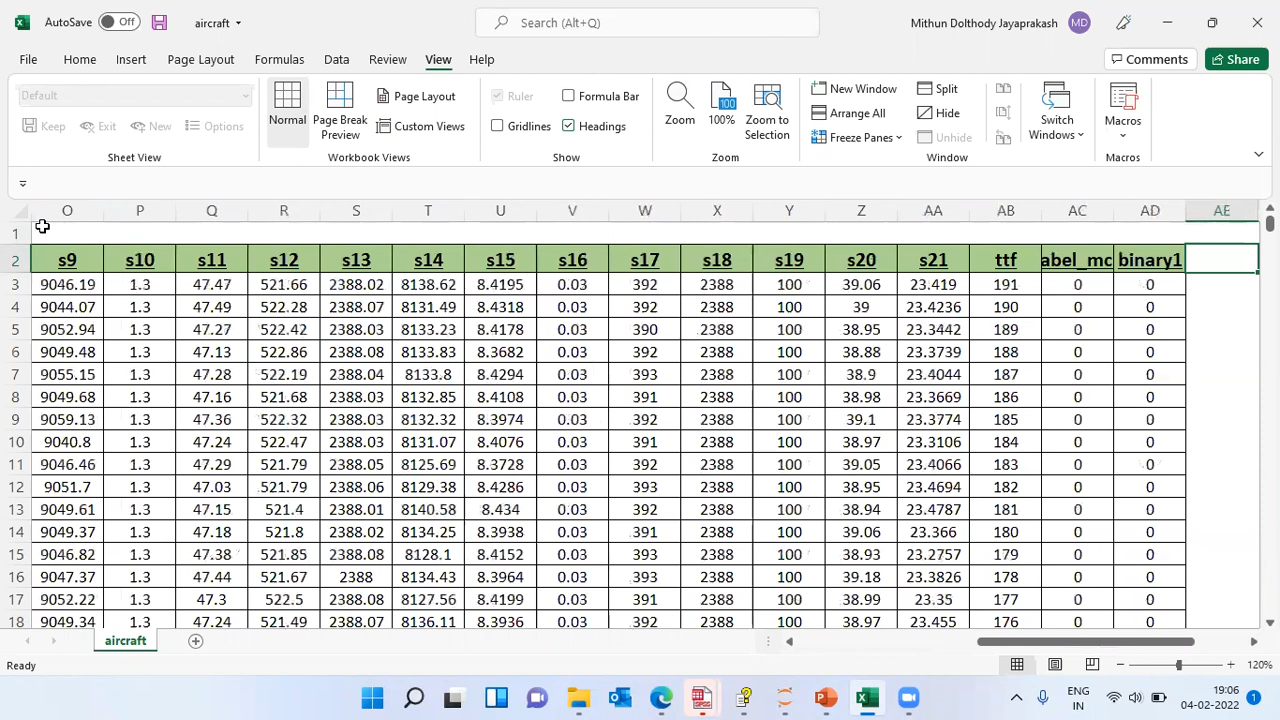 AutoSave Off aircraft Search (Alt+Q) Mithun Dolthody Jayaprakash MD
File Home Insert Page Layout Formulas Data Review View Help Comments Share
Default
Keep Exit New Options
Sheet View
Normal
Page Break Preview
Page Layout
Custom Views
Workbook Views
Ruler Formula Bar
Gridlines Headings
Show
Zoom
100 100%
Zoom to Selection
Zoom
New Window
Arrange All
Freeze Panes
Split
Hide
Unhide
Switch Windows
Window
Macros
Macros
O P Q R S T U V W X Y Z AA AB AC AD AE
1
2 s9 s10 s11 s12 s13 s14 s15 s16 s17 s18 s19 s20 s21 ttf abel_mc binary1
3 9046.19 1.3 47.47 521.66 2388.02 8138.62 8.4195 0.03 392 2388 100 39.06 23.419 191 0 0
4 9044.07 1.3 47.49 522.28 2388.07 8131.49 8.4318 0.03 392 2388 100 39 23.4236 190 0 0
5 9052.94 1.3 47.27 522.42 2388.03 8133.23 8.4178 0.03 390 2388 100 38.95 23.3442 189 0 0
6 9049.48 1.3 47.13 522.86 2388.08 8133.83 8.3682 0.03 392 2388 100 38.88 23.3739 188 0 0
7 9055.15 1.3 47.28 522.19 2388.04 8133.8 8.4294 0.03 393 2388 100 38.9 23.4044 187 0 0
8 9049.68 1.3 47.16 521.68 2388.03 8132.85 8.4108 0.03 391 2388 100 38.98 23.3669 186 0 0
9 9059.13 1.3 47.36 522.32 2388.03 8132.32 8.3974 0.03 392 2388 100 39.1 23.3774 185 0 0
10 9040.8 1.3 47.24 522.47 2388.03 8131.07 8.4076 0.03 391 2388 100 38.97 23.3106 184 0 0
11 9046.46 1.3 47.29 521.79 2388.05 8125.69 8.3728 0.03 392 2388 100 39.05 23.4066 183 0 0
12 9051.7 1.3 47.03 521.79 2388.06 8129.38 8.4286 0.03 393 2388 100 38.95 23.4694 182 0 0
13 9049.61 1.3 47.15 521.4 2388.01 8140.58 8.434 0.03 391 2388 100 38.94 23.4787 181 0 0
14 9049.37 1.3 47.18 521.8 2388.02 8134.25 8.3938 0.03 391 2388 100 39.06 23.366 180 0 0
15 9046.82 1.3 47.38 521.85 2388.08 8128.1 8.4152 0.03 393 2388 100 38.93 23.2757 179 0 0
16 9047.37 1.3 47.44 521.67 2388 8134.43 8.3964 0.03 393 2388 100 39.18 23.3826 178 0 0
17 9052.22 1.3 47.3 522.5 2388.08 8127.56 8.4199 0.03 391 2388 100 38.99 23.35 177 0 0
18 9049.34 1.3 47.24 521.49 2388.07 8136.11 8.3936 0.03 392 2388 100 38.97 23.455 176 0 0
aircraft
Ready 120%
ENG 19:06
IN 04-02-2022